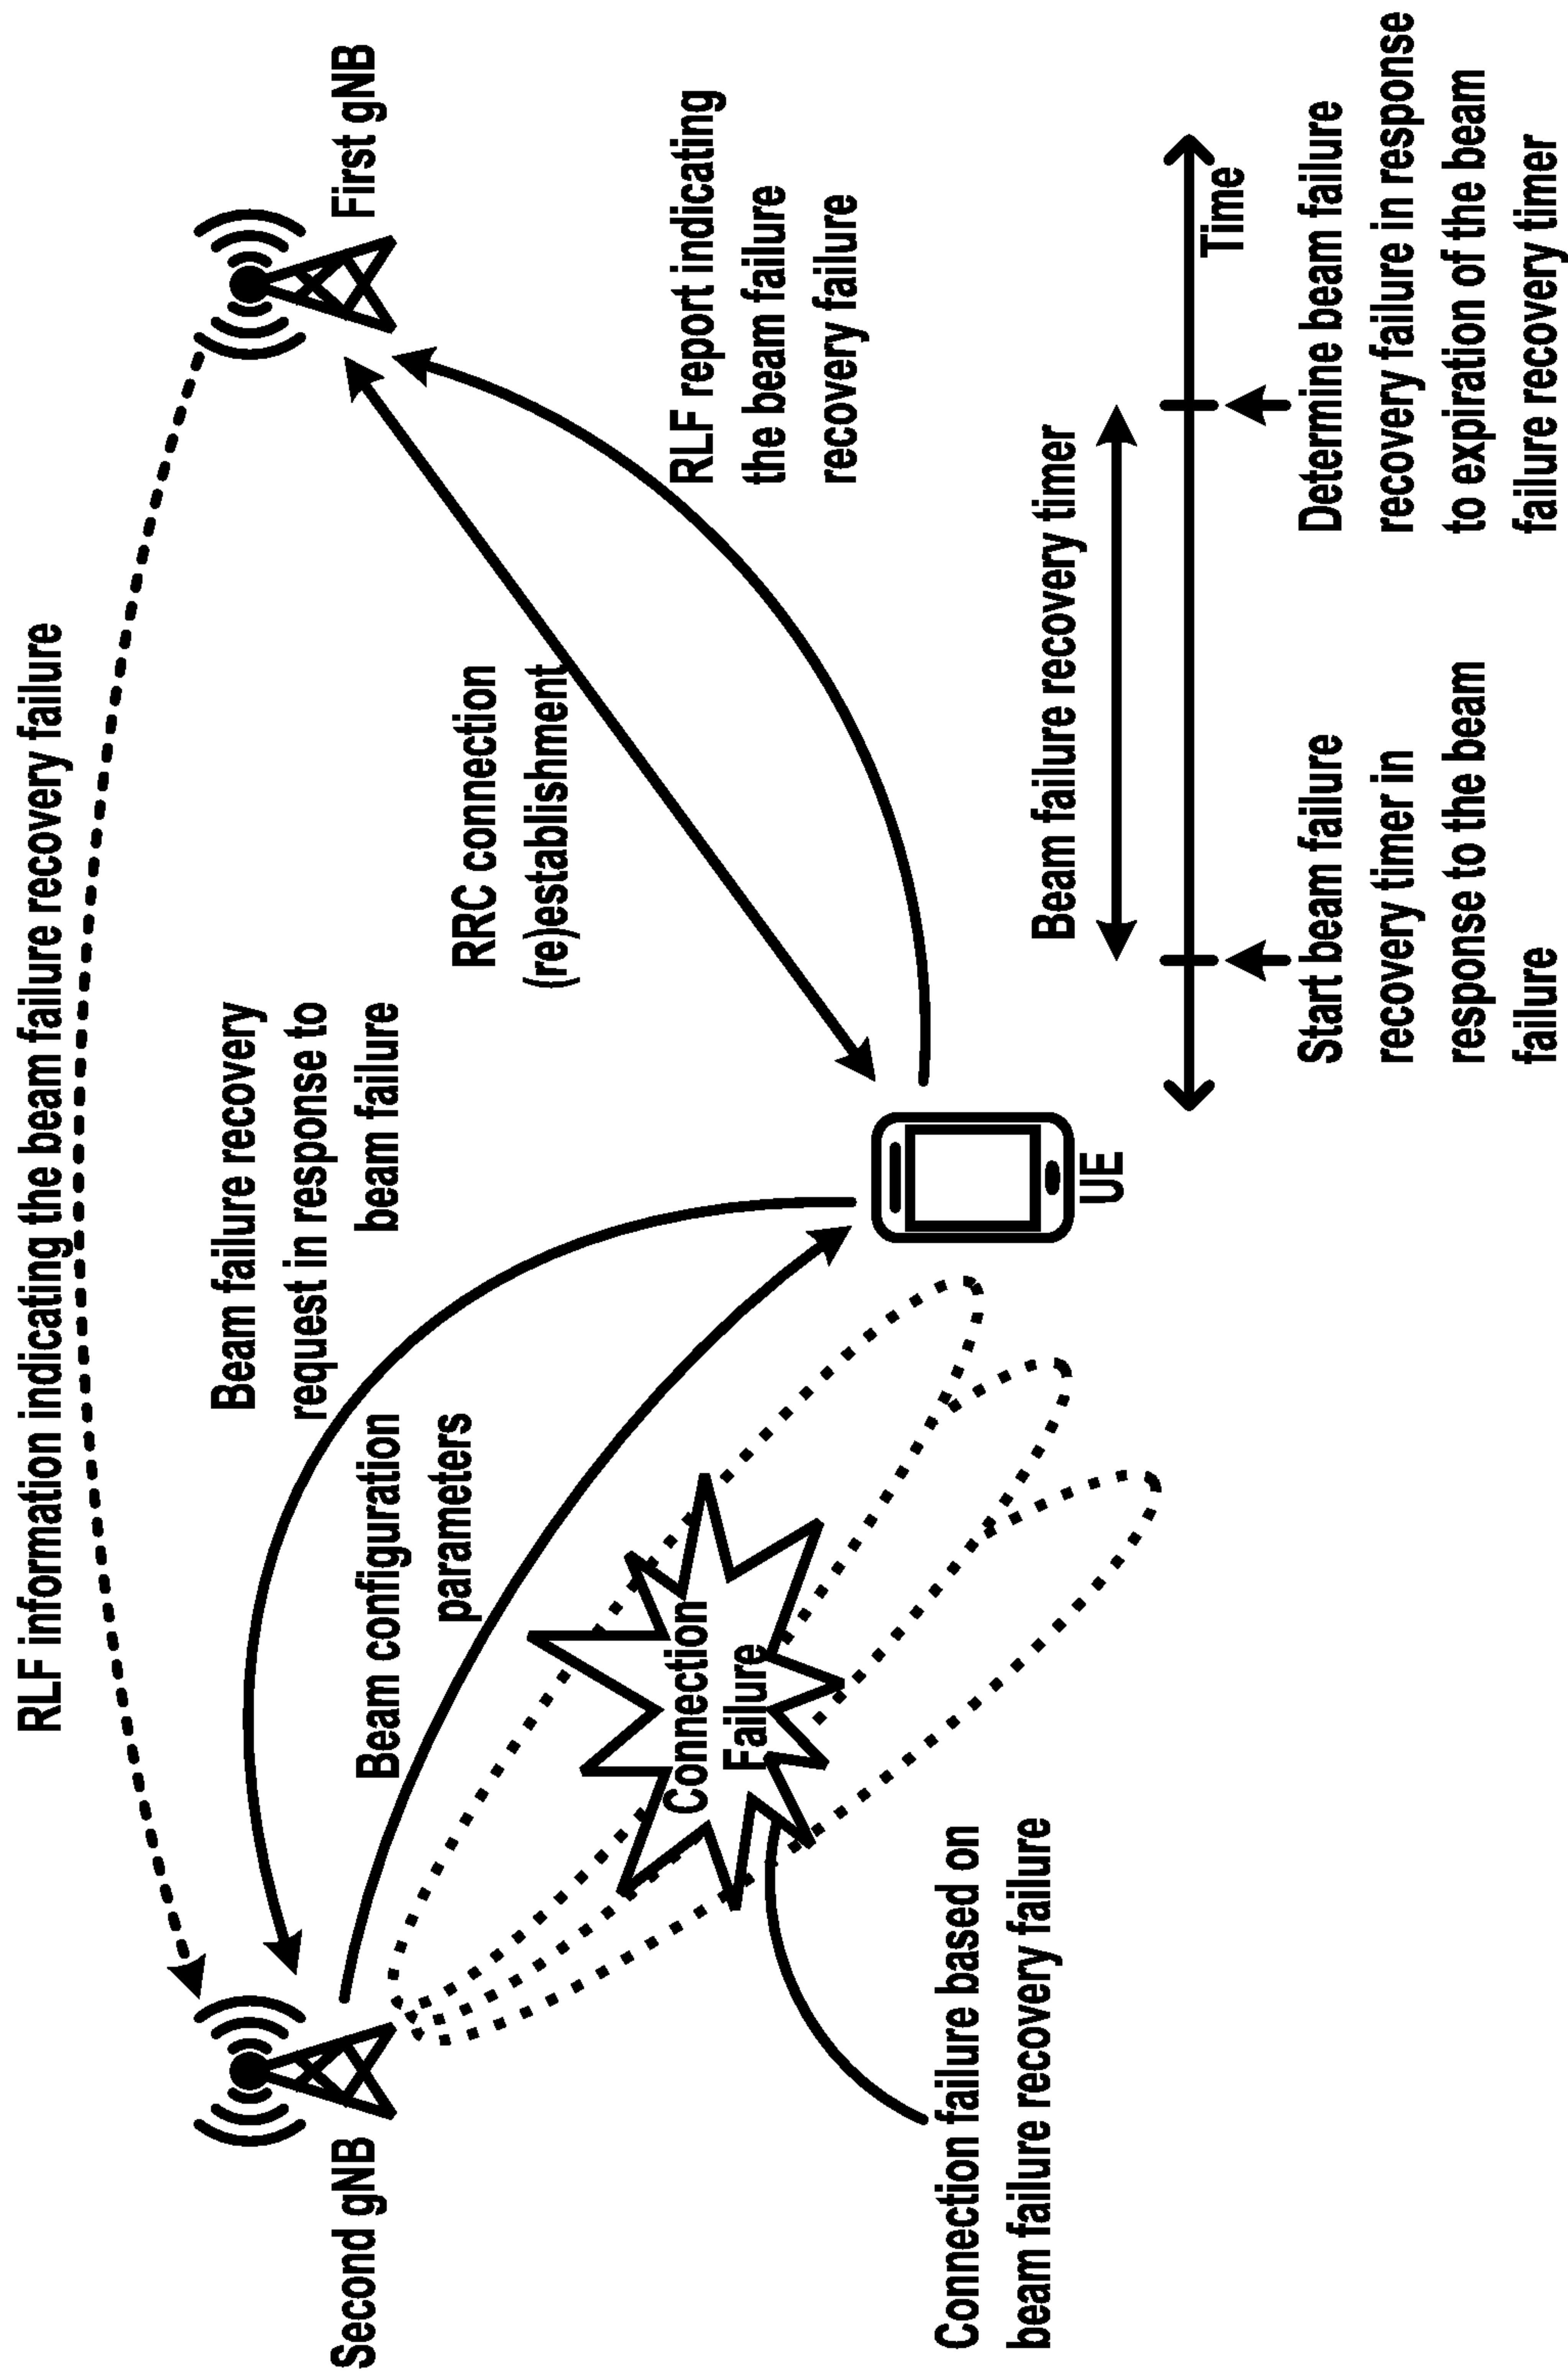 RLF information indicating the beam failure recovery failure
Second gNB
First gNB
Beam failure recovery
request in response to
beam failure
Beam configuration
parameters
RRC connection
(re)establishment
RLF report indicating
the beam failure
recovery failure
Connection
Failure
Connection failure based on
beam failure recovery failure
UE
Beam failure recovery timer
Time
Start beam failure
recovery timer in
response to the beam
failure
Determine beam failure
recovery failure in response
to expiration of the beam
failure recovery timer